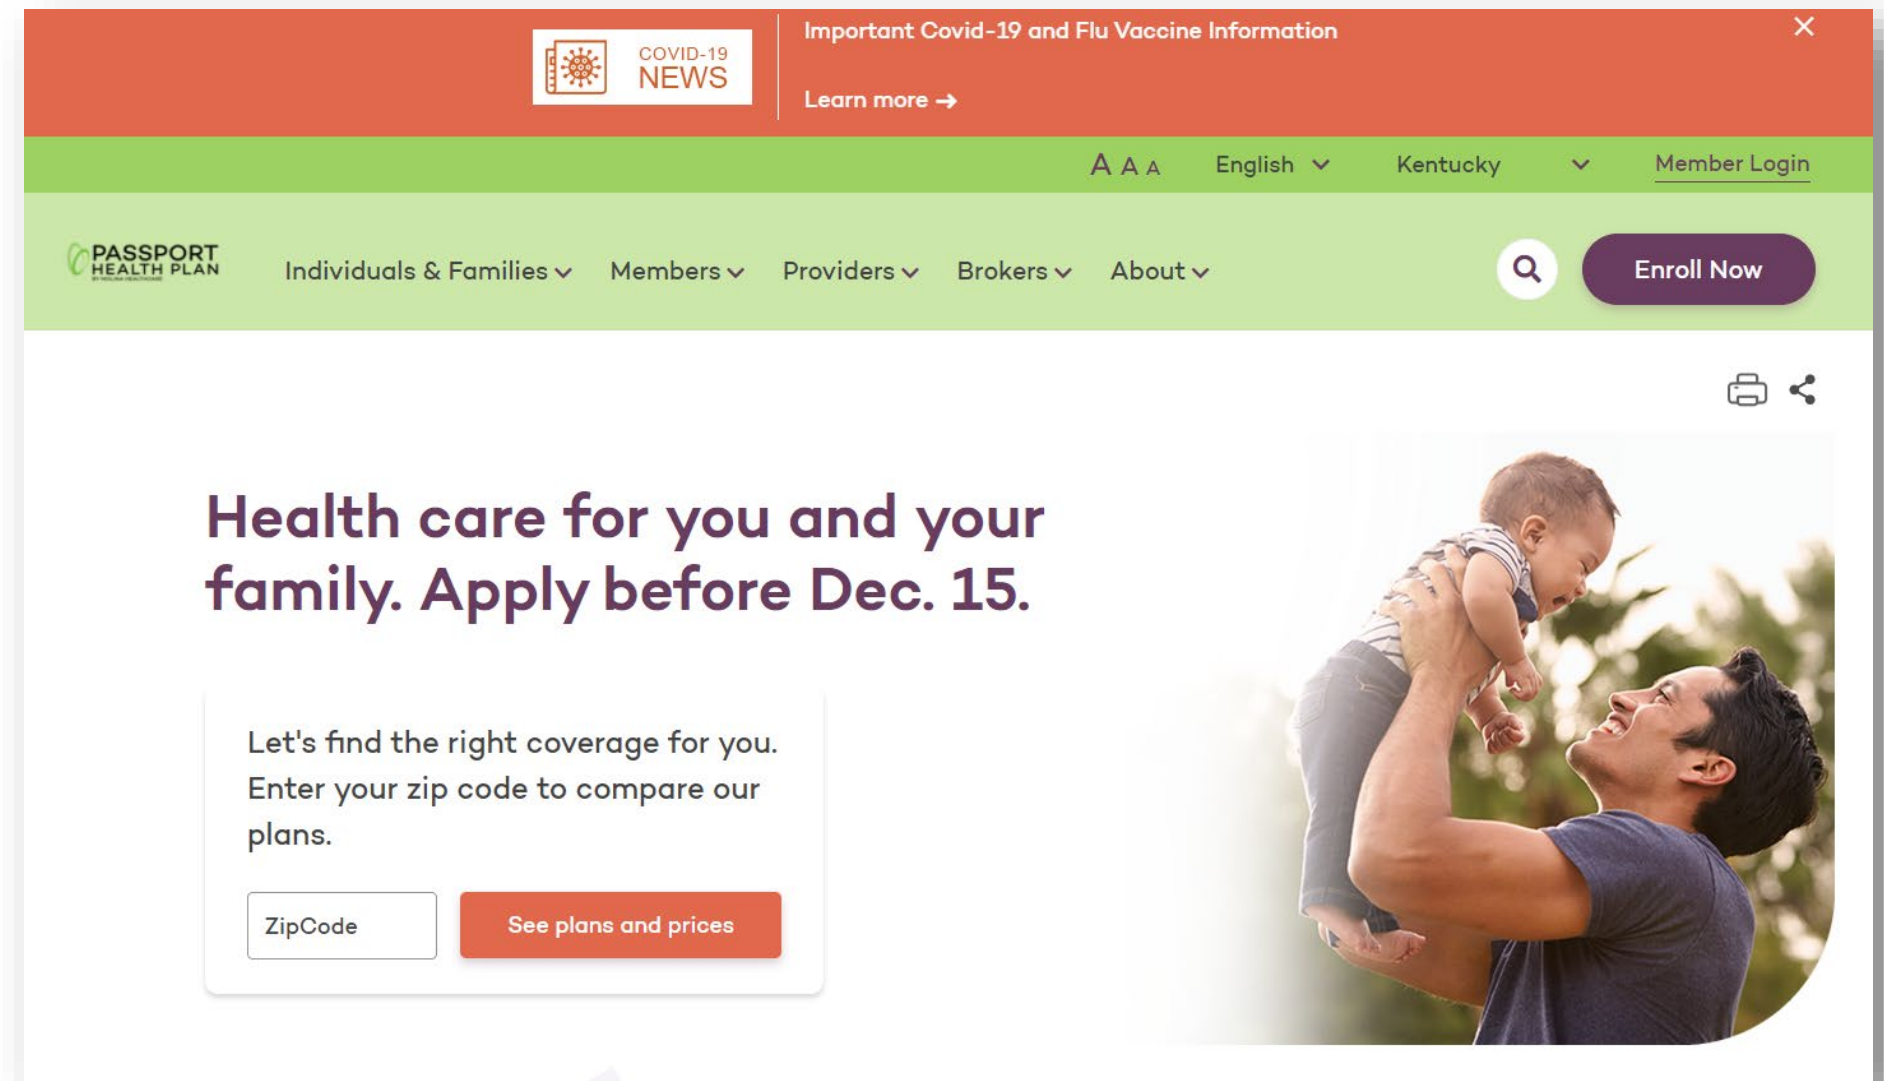 COVID-19
NEWS
Important Covid-19 and Flu Vaccine Information
Learn more →
A A A English Kentucky Member Login
PASSPORT
HEALTH PLAN
BY MOLINA HEALTHCARE
Individuals & Families Members Providers Brokers About Enroll Now
Health care for you and your
family. Apply before Dec. 15.
Let's find the right coverage for you.
Enter your zip code to compare our
plans.
ZipCode See plans and prices